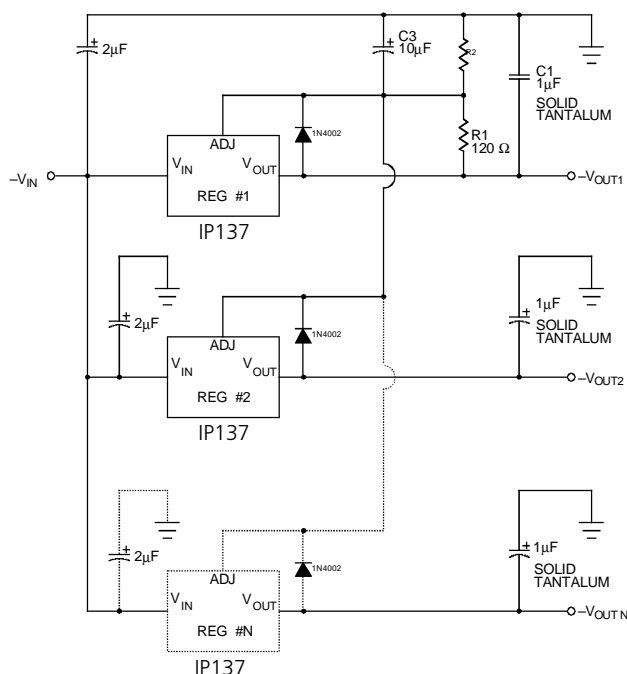 +
2µF
+
C3
10µF
R2
C1
1µF
SOLID
TANTALUM
ADJ
1N4002
R1
120 Ω
–VIN
VIN
VOUT
–VOUT1
REG #1
IP137
+
2µF
ADJ
1N4002
+
1µF
SOLID
TANTALUM
VIN
VOUT
–VOUT2
REG #2
IP137
+
2µF
ADJ
1N4002
+
1µF
SOLID
TANTALUM
VIN
VOUT
–VOUT N
REG #N
IP137